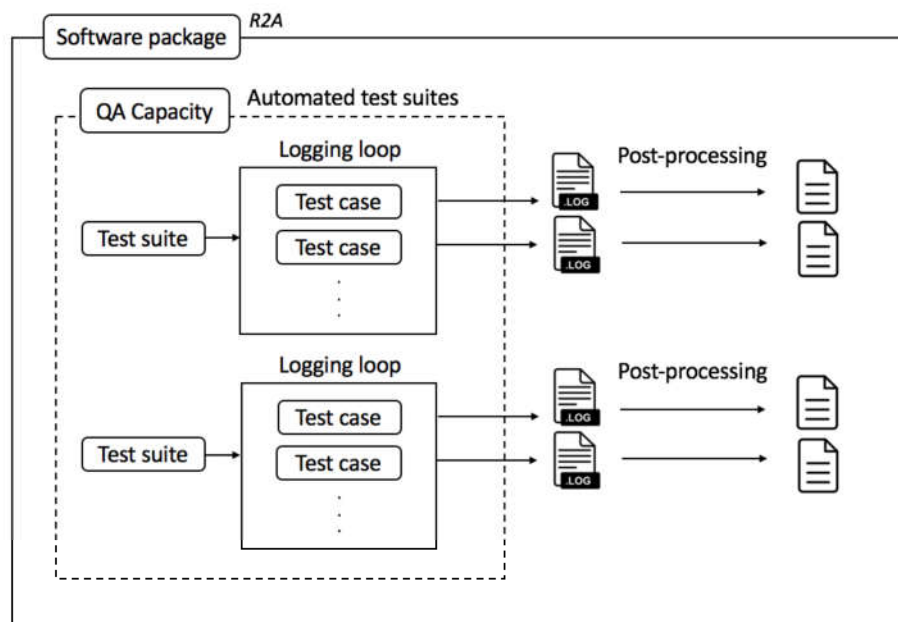 R2A
Software package
QA Capacity
Automated test suites
Logging loop
Post-processing
Test case
.LOG
Test suite
Test case
.LOG
.
.
.
Logging loop
Post-processing
Test case
.LOG
Test suite
Test case
.LOG
.
.
.